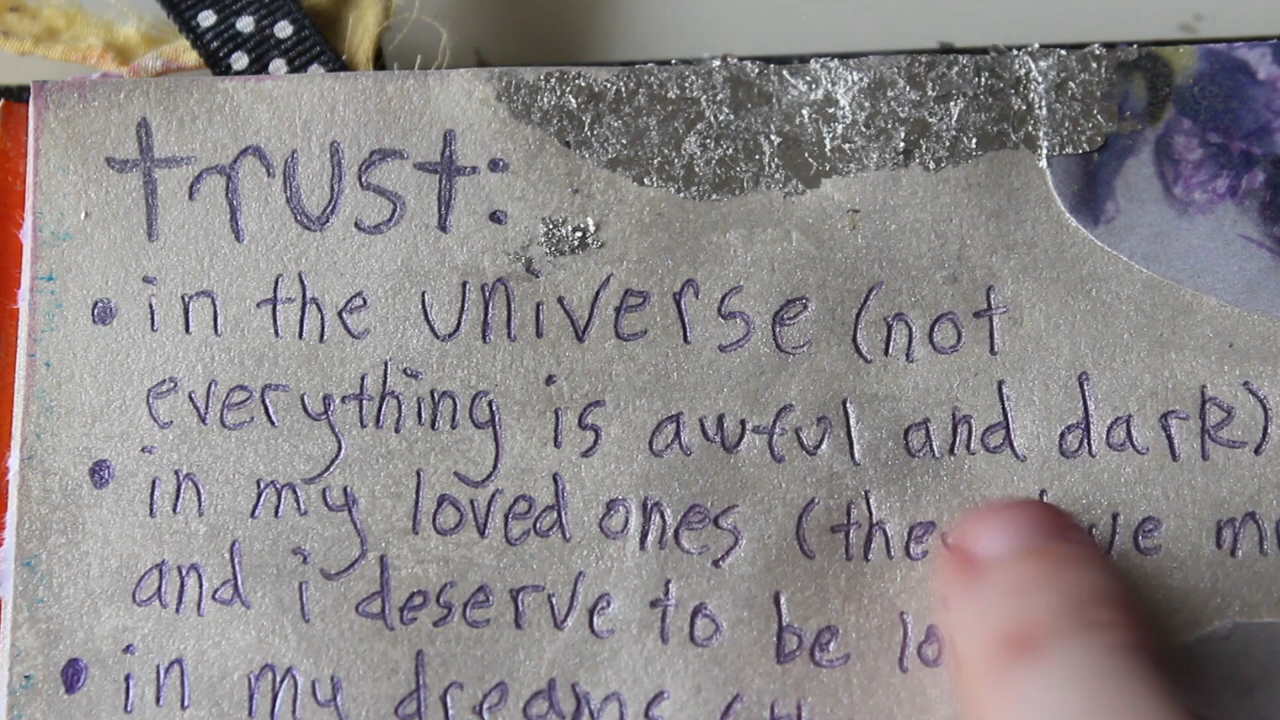 trust:
• in the universe (not
everything is awful and dark)
• in my loved ones
and i deserve to be
• in my dreams